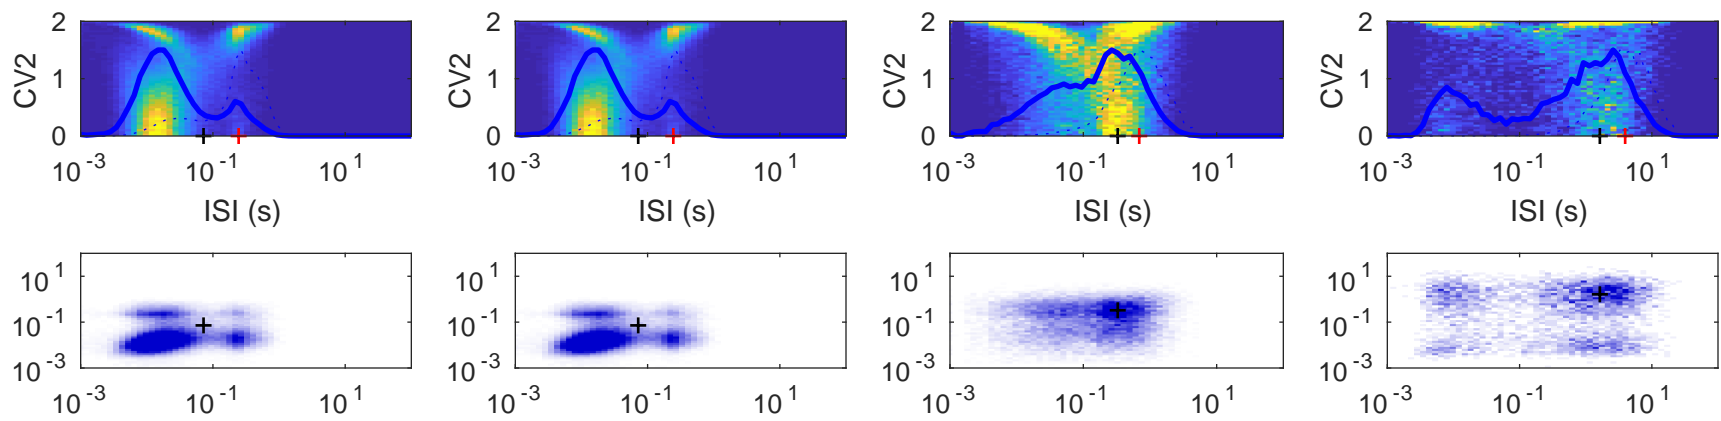 2 2 2 2
CV2 1 CV2 1 CV2 1 CV2 1
0 0 0 0
10^-3 10^-1 10^1 10^-3 10^-1 10^1 10^-3 10^-1 10^1 10^-3 10^-1 10^1
ISI (s) ISI (s) ISI (s) ISI (s)
10^1 10^1 10^1 10^1
10^-1 10^-1 10^-1 10^-1
10^-3 10^-3 10^-3 10^-3
10^-3 10^-1 10^1 10^-3 10^-1 10^1 10^-3 10^-1 10^1 10^-3 10^-1 10^1